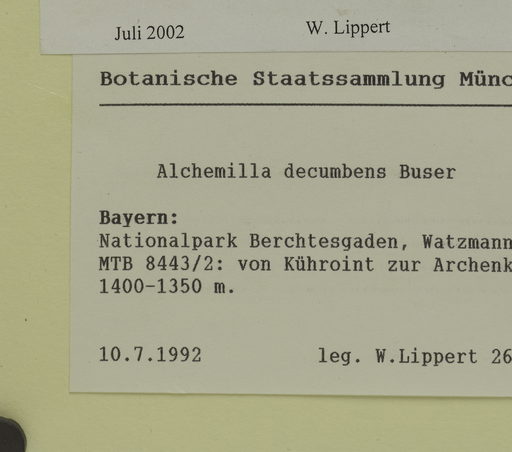 Juli 2002 W. Lippert
Botanische Staatssammlung Münc
Alchemilla decumbens Buser
Bayern:
Nationalpark Berchtesgaden, Watzmann
MTB 8443/2: von Kühroint zur Archenk
1400-1350 m.
10.7.1992 leg. W.Lippert 26